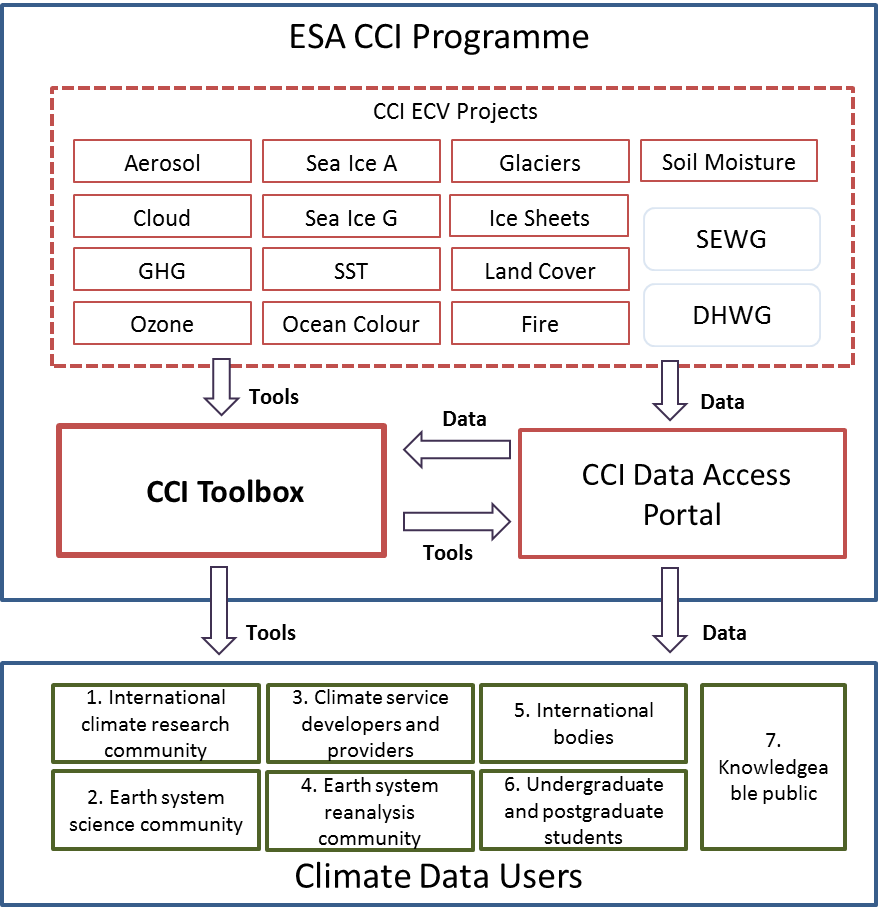 ESA CCI Programme
CCI ECV Projects
Aerosol
Sea Ice A
Glaciers
Soil Moisture
Cloud
Sea Ice G
Ice Sheets
SEWG
GHG
SST
Land Cover
DHWG
Ozone
Ocean Colour
Fire
Tools
Data
Data
CCI Toolbox
CCI Data Access
Portal
Tools
Tools
Data
1. International
climate research
community
3. Climate service
developers and
providers
5. International
bodies
7.
Knowledgea
ble public
2. Earth system
science community
4. Earth system
reanalysis
community
6. Undergraduate
and postgraduate
students
Climate Data Users